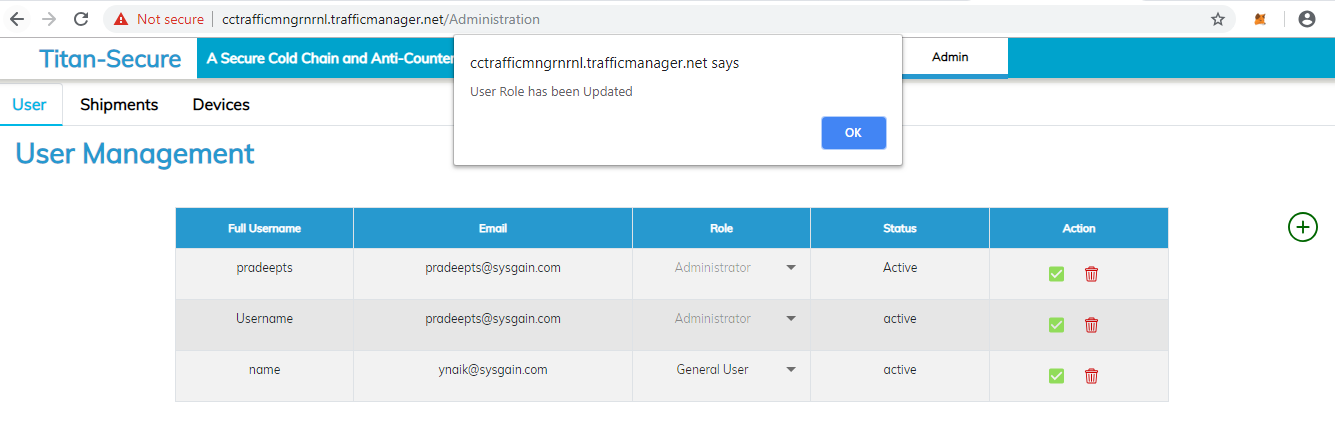 Not secure | cctrafficmngrnrnl.trafficmanager.net/Administration
Titan-Secure
A Secure Cold Chain and Anti-Counter
Admin
cctrafficmngrnrnl.trafficmanager.net says
User Role has been Updated
OK
User Shipments Devices
User Management
Full Username Email Role Status Action
pradeepts pradeepts@sysgain.com Administrator Active
Username pradeepts@sysgain.com Administrator active
name ynaik@sysgain.com General User active